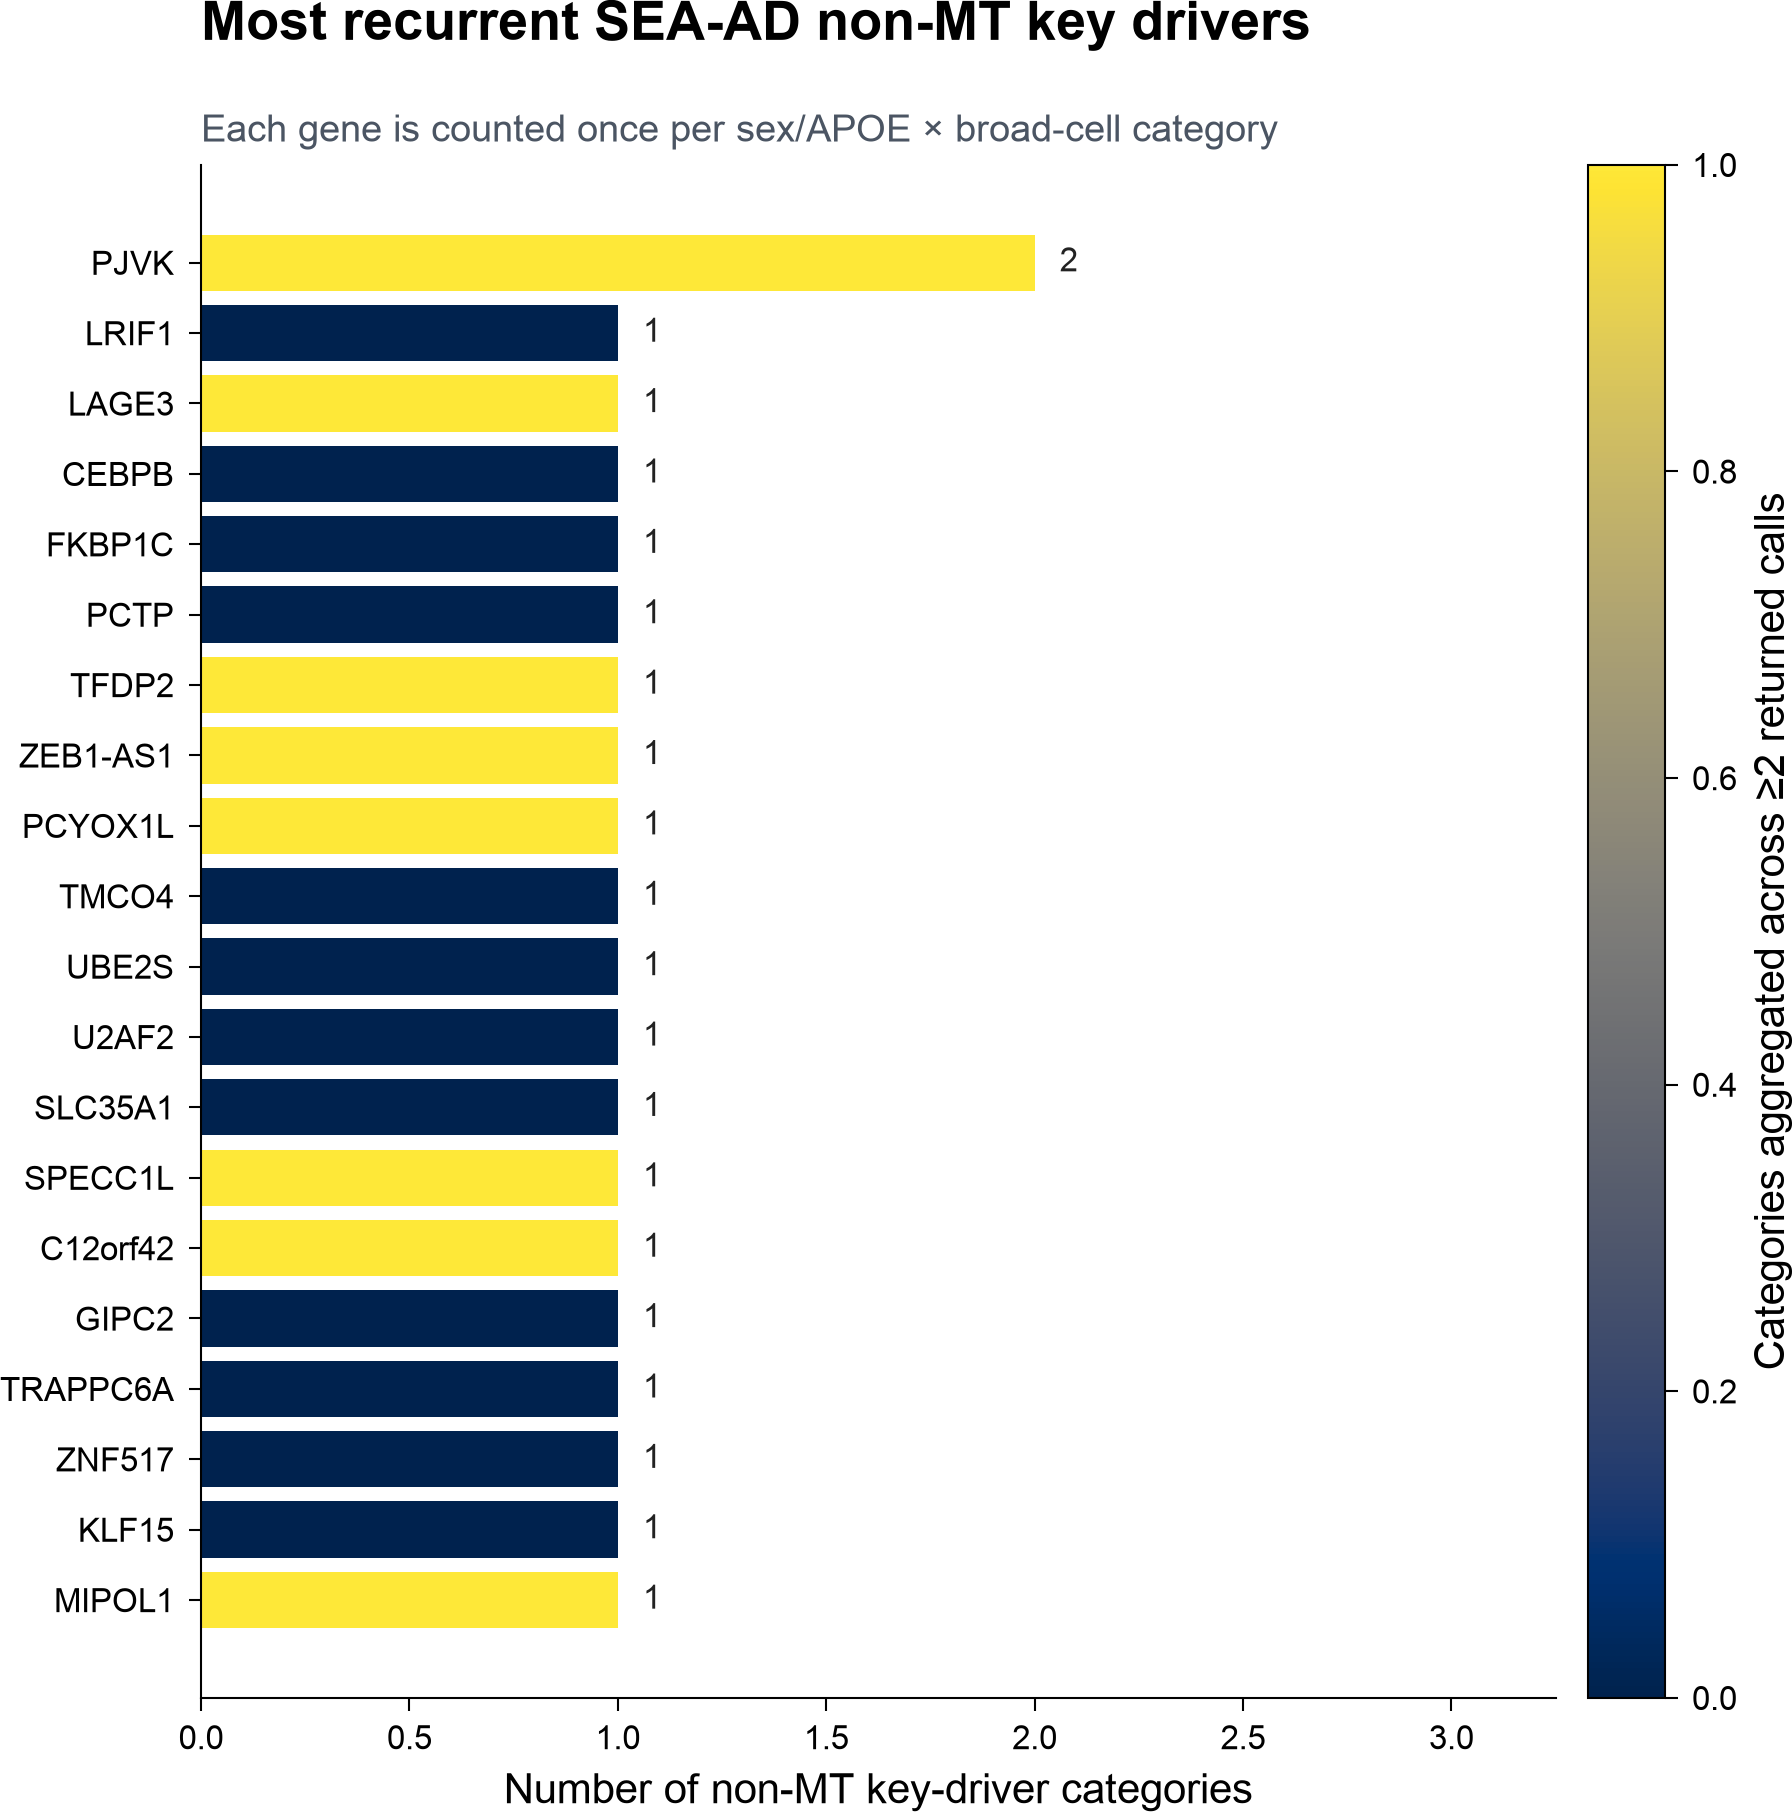 Most recurrent SEA-AD non-MT key drivers
Each gene is counted once per sex/APOE × broad-cell category
PJVK
2
LRIF1
1
LAGE3
1
CEBPB
1
FKBP1C
1
PCTP
1
TFDP2
1
ZEB1-AS1
1
PCYOX1L
1
TMCO4
1
UBE2S
1
U2AF2
1
SLC35A1
1
SPECC1L
1
C12orf42
1
GIPC2
1
TRAPPC6A
1
ZNF517
1
KLF15
1
MIPOL1
1
0.0 0.5 1.0 1.5 2.0 2.5 3.0
Number of non-MT key-driver categories
1.0
0.8
0.6
0.4
0.2
0.0
Categories aggregated across ≥2 returned calls